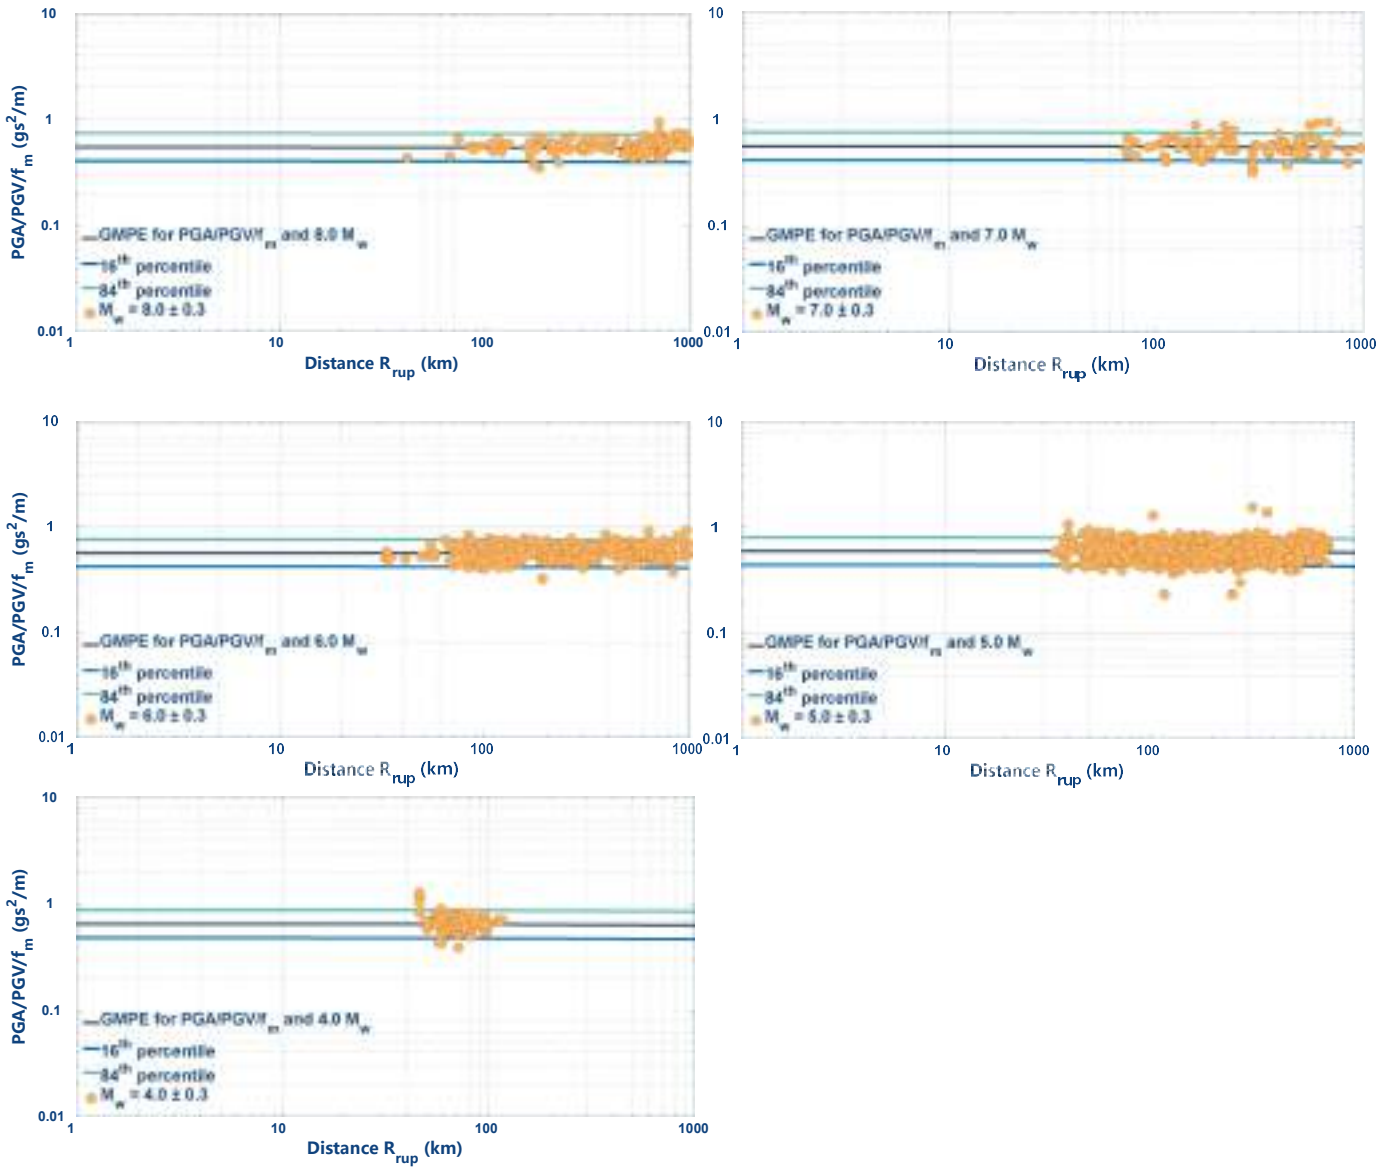 10
1
0.1
0.01
PGA/PGV/fm (gs2/m)
GMPE for PGA/PGV/fm and 8.0 Mw
16th percentile
84th percentile
Mw = 8.0 ± 0.3
1 10 100 1000
Distance Rrup (km)
10
1
0.1
0.01
GMPE for PGA/PGV/fm and 7.0 Mw
16th percentile
84th percentile
Mw = 7.0 ± 0.3
1 10 100 1000
Distance Rrup (km)
10
1
0.1
0.01
PGA/PGV/fm (gs2/m)
GMPE for PGA/PGV/fm and 6.0 Mw
16th percentile
84th percentile
Mw = 6.0 ± 0.3
1 10 100 1000
Distance Rrup (km)
10
1
0.1
0.01
GMPE for PGA/PGV/fm and 5.0 Mw
16th percentile
84th percentile
Mw = 5.0 ± 0.3
1 10 100 1000
Distance Rrup (km)
10
1
0.1
0.01
PGA/PGV/fm (gs2/m)
GMPE for PGA/PGV/fm and 4.0 Mw
16th percentile
84th percentile
Mw = 4.0 ± 0.3
1 10 100 1000
Distance Rrup (km)